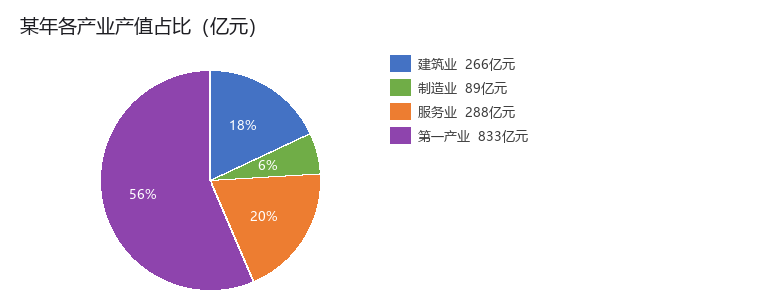 某年各产业产值占比（亿元）
建筑业 266亿元
制造业 89亿元
服务业 288亿元
第一产业 833亿元
18%
6%
20%
56%